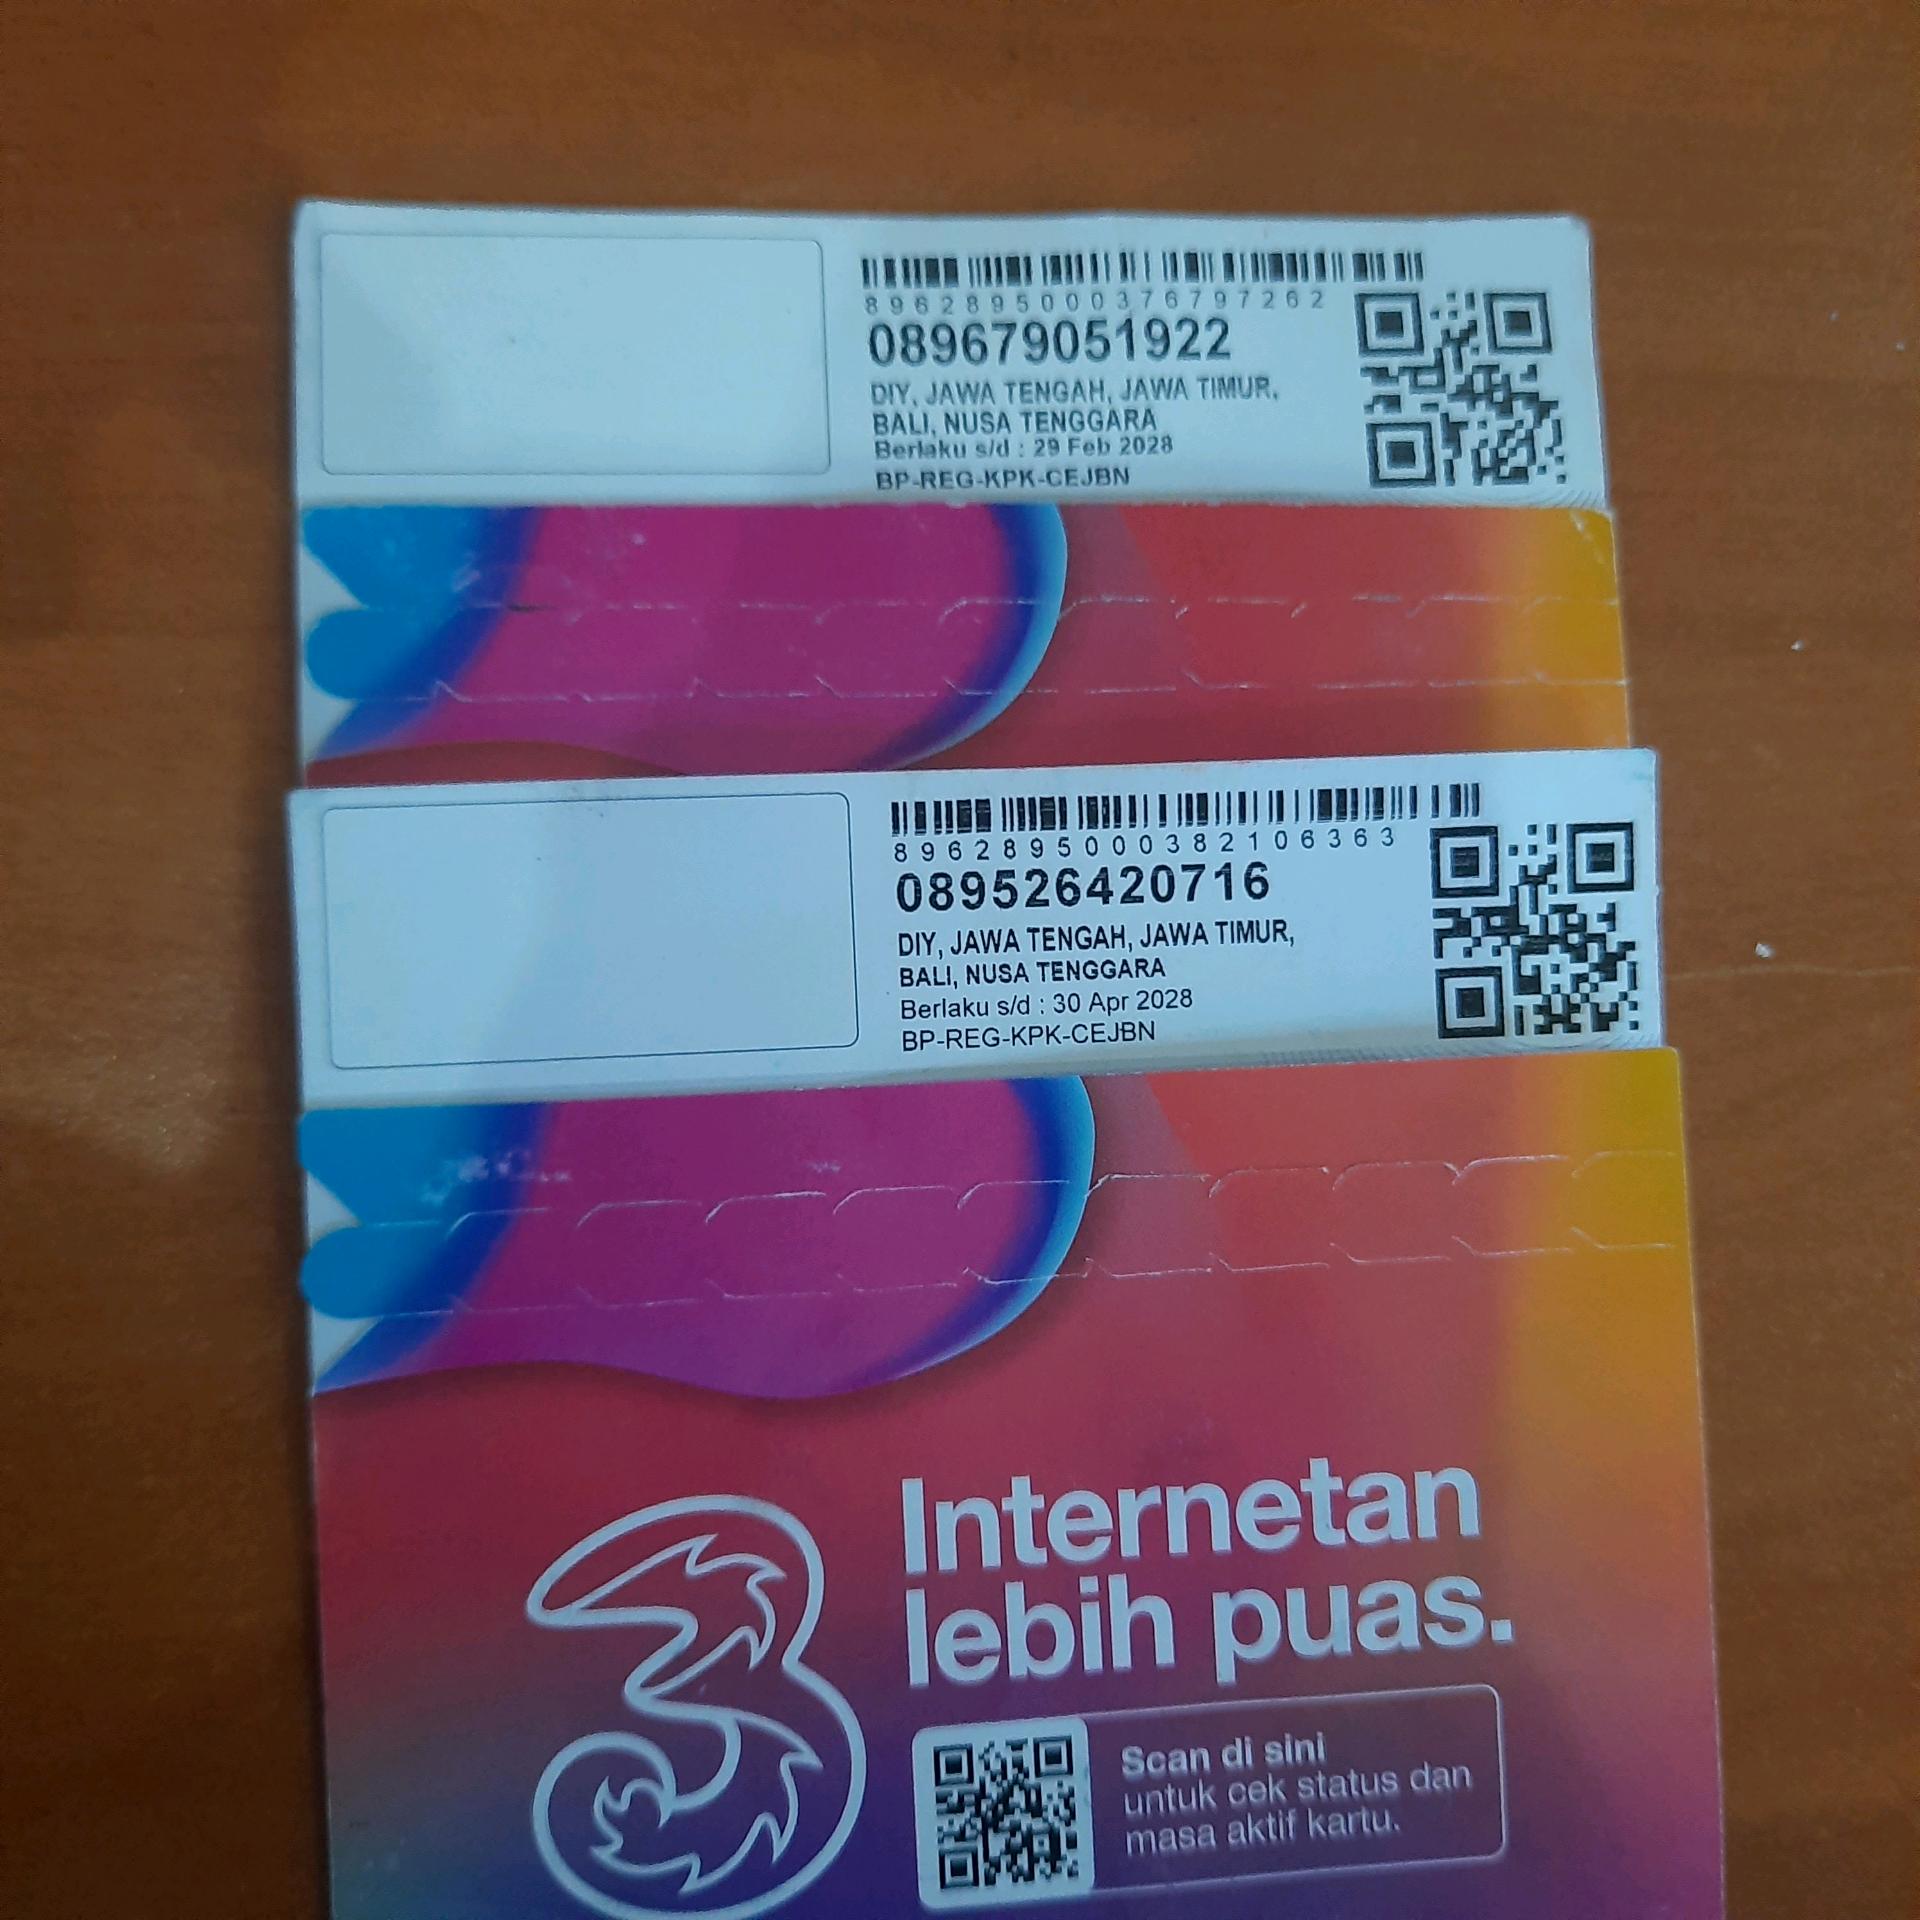 8962895000376797262
089679051922
DIY, JAWA TENGAH, JAWA TIMUR,
BALI, NUSA TENGGARA
Berlaku s/d : 29 Feb 2028
BP-REG-KPK-CEJBN
8962895000382106363
089526420716
DIY, JAWA TENGAH, JAWA TIMUR,
BALI, NUSA TENGGARA
Berlaku s/d : 30 Apr 2028
BP-REG-KPK-CEJBN
3
Internetan
lebih puas.
Scan di sini
untuk cek status dan
masa aktif kartu.